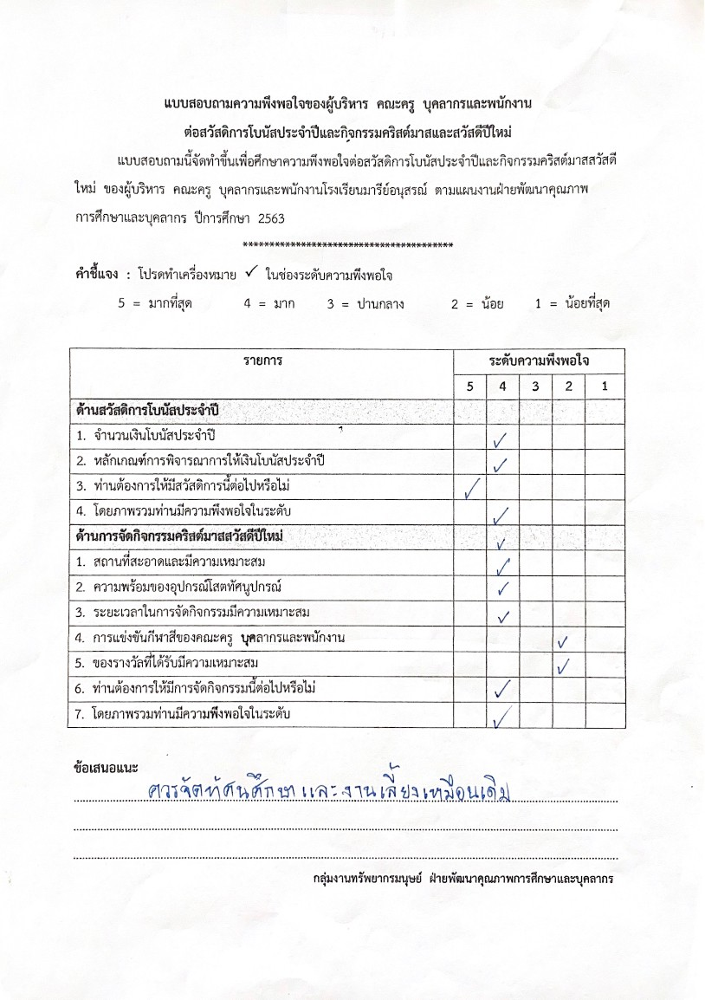 แบบสอบถามความพึงพอใจของผู้บริหาร คณะครู บุคลากรและพนักงาน
ต่อสวัสดิการโบนัสประจำปีและกิจกรรมคริสต์มาสและสวัสดีปีใหม่
แบบสอบถามนี้จัดทำขึ้นเพื่อศึกษาความพึงพอใจต่อสวัสดิการโบนัสประจำปีและกิจกรรมคริสต์มาสสวัสดี
ใหม่ ของผู้บริหาร คณะครู บุคลากรและพนักงานโรงเรียนมารีย์อนุสรณ์ ตามแผนงานฝ่ายพัฒนาคุณภาพ
การศึกษาและบุคลากร ปีการศึกษา 2563
****************************************
คำชี้แจง : โปรดทำเครื่องหมาย ✓ ในช่องระดับความพึงพอใจ
5 = มากที่สุด 4 = มาก 3 = ปานกลาง 2 = น้อย 1 = น้อยที่สุด
รายการ ระดับความพึงพอใจ
5 4 3 2 1
ด้านสวัสดิการโบนัสประจำปี
1. จำนวนเงินโบนัสประจำปี ✓
2. หลักเกณฑ์การพิจารณาการให้เงินโบนัสประจำปี ✓
3. ท่านต้องการให้มีสวัสดิการนี้ต่อไปหรือไม่ ✓
4. โดยภาพรวมท่านมีความพึงพอใจในระดับ ✓
ด้านการจัดกิจกรรมคริสต์มาสสวัสดีปีใหม่ ✓
1. สถานที่สะอาดและมีความเหมาะสม ✓
2. ความพร้อมของอุปกรณ์โสตทัศนูปกรณ์ ✓
3. ระยะเวลาในการจัดกิจกรรมมีความเหมาะสม ✓
4. การแข่งขันกีฬาสีของคณะครู บุคลากรและพนักงาน ✓
5. ของรางวัลที่ได้รับมีความเหมาะสม ✓
6. ท่านต้องการให้มีการจัดกิจกรรมนี้ต่อไปหรือไม่ ✓
7. โดยภาพรวมท่านมีความพึงพอใจในระดับ ✓
ข้อเสนอแนะ
ควรจัดทัศนศึกษาและงานเลี้ยงเหมือนเดิม
กลุ่มงานทรัพยากรมนุษย์ ฝ่ายพัฒนาคุณภาพการศึกษาและบุคลากร